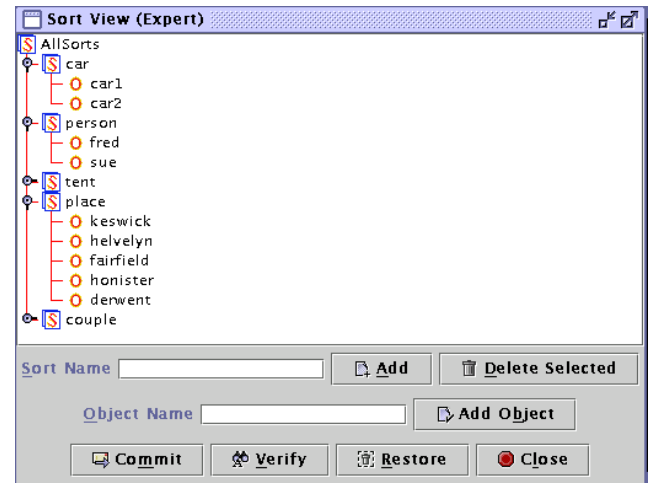 Sort View (Expert)
S AllSorts
S car
O car1
O car2
S person
O fred
O sue
S tent
S place
O keswick
O helvelyn
O fairfield
O honister
O derwent
S couple
Sort Name Add Delete Selected
Object Name Add Object
Commit Verify Restore Close